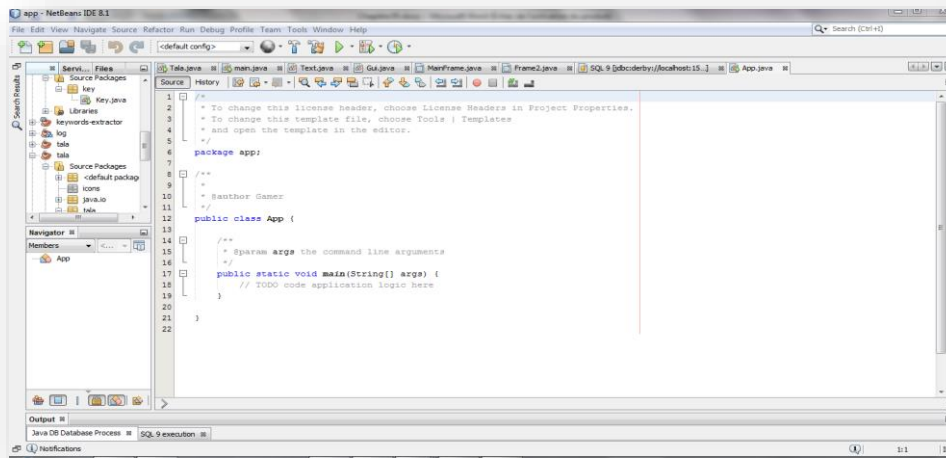 app - NetBeans IDE 8.1
File Edit View Navigate Source Refactor Run Debug Profile Team Tools Window Help
Search (Ctrl+I)
<default config>
Servi... Files
Tala.java main.java Text.java Gui.java MainFrame.java Frame2.java SQL 9 [jdbc:derby://localhost:15...] App.java
Search Results
Source Packages
key
Key.java
Libraries
keywords-extractor
log
tala
tala
Source Packages
<default packag
icons
java.io
tala
Navigator
Members <...
App
Source History
1 /*
2 * To change this license header, choose License Headers in Project Properties.
3 * To change this template file, choose Tools | Templates
4 * and open the template in the editor.
5 */
6 package app;
7
8 /**
9 *
10 * @author Gamer
11 */
12 public class App {
13
14 /**
15 * @param args the command line arguments
16 */
17 public static void main(String[] args) {
18 // TODO code application logic here
19 }
20
21 }
22
Output
Java DB Database Process SQL 9 execution
Notifications
1:1